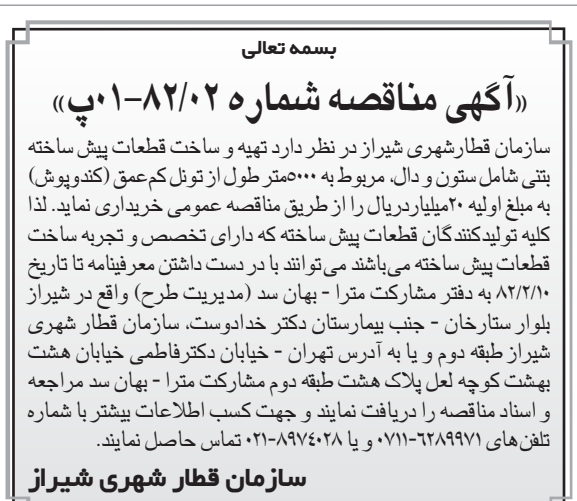 بسمه تعالی
«آگهی مناقصه شماره ۸۲/۰۲-۰۱پ»
سازمان قطارشهری شیراز در نظر دارد تهیه و ساخت قطعات پیش ساخته
بتنی شامل ستون و دال، مربوط به ۵۰۰۰متر طول از تونل کم‌عمق (کندوپوش)
به مبلغ اولیه ۲۰میلیاردریال را از طریق مناقصه عمومی خریداری نماید. لذا
کلیه تولیدکنندگان قطعات پیش ساخته که دارای تخصص و تجربه ساخت
قطعات پیش ساخته می‌باشند می‌توانند با در دست داشتن معرفینامه تا تاریخ
۸۲/۲/۱۰ به دفتر مشارکت مترا - بهان سد (مدیریت طرح) واقع در شیراز
بلوار ستارخان - جنب بیمارستان دکتر خدادوست، سازمان قطار شهری
شیراز طبقه دوم و یا به آدرس تهران - خیابان دکترفاطمی خیابان هشت
بهشت کوچه لعل پلاک هشت طبقه دوم مشارکت مترا - بهان سد مراجعه
و اسناد مناقصه را دریافت نمایند و جهت کسب اطلاعات بیشتر با شماره
تلفن‌های ۶۲۸۹۹۷۱-۰۷۱۱ و یا ۸۹۷۴۰۲۸-۰۲۱ تماس حاصل نمایند.
سازمان قطار شهری شیراز